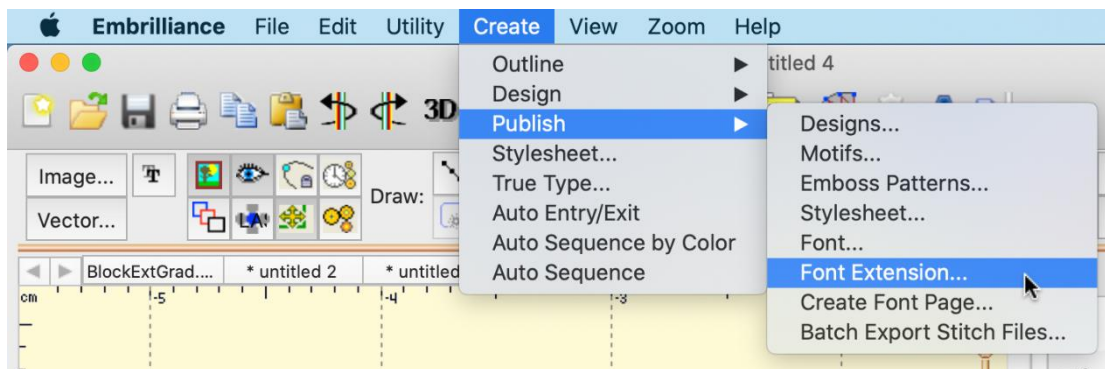 Embrilliance File Edit Utility Create View Zoom Help
titled 4
Outline
Design
Publish
Stylesheet...
True Type...
Auto Entry/Exit
Auto Sequence by Color
Auto Sequence
Designs...
Motifs...
Emboss Patterns...
Stylesheet...
Font...
Font Extension...
Create Font Page...
Batch Export Stitch Files...
3D
Image...
Vector...
LA!
Draw:
BlockExtGrad.... * untitled 2 * untitled
cm -5 -4 -3